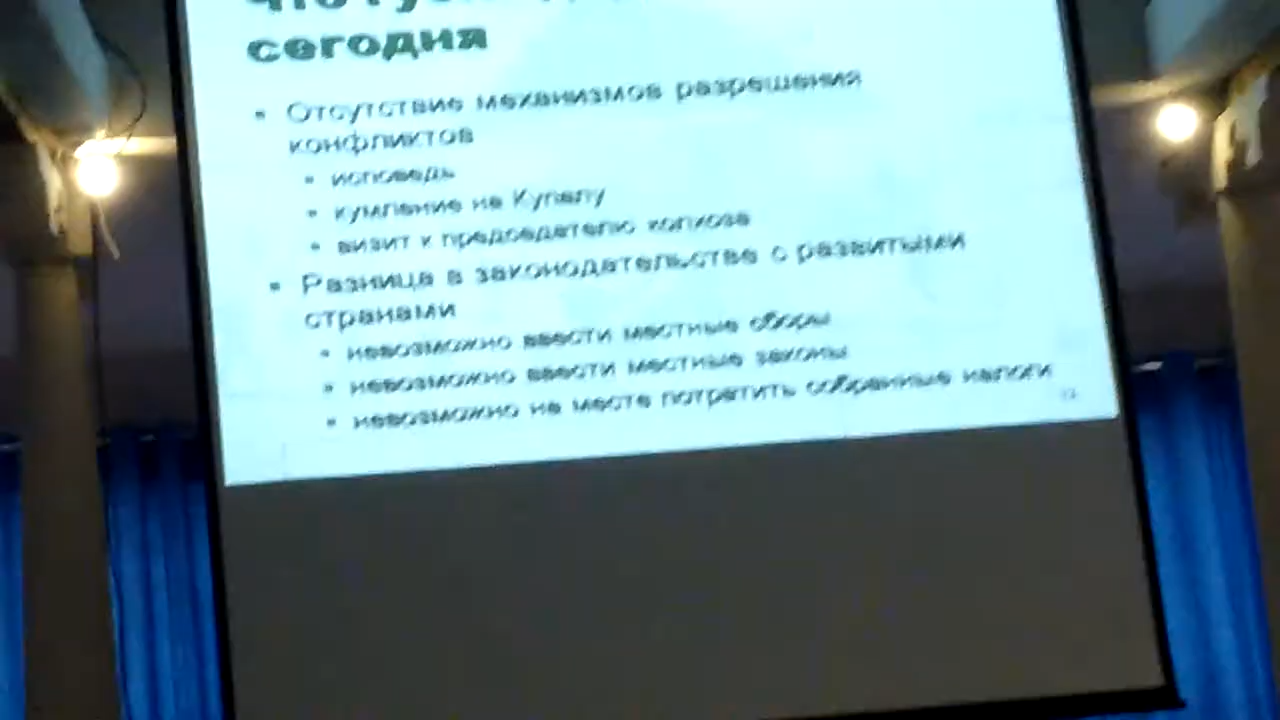 сегодня
Отсутствие механизмов разрешения
конфликтов
исповедь
кумление на Купалу
визит к председателю колхоза
Разница в законодательстве с развитыми
странами
невозможно ввести местные сборы
невозможно ввести местные законы
невозможно на месте потратить собранные налоги